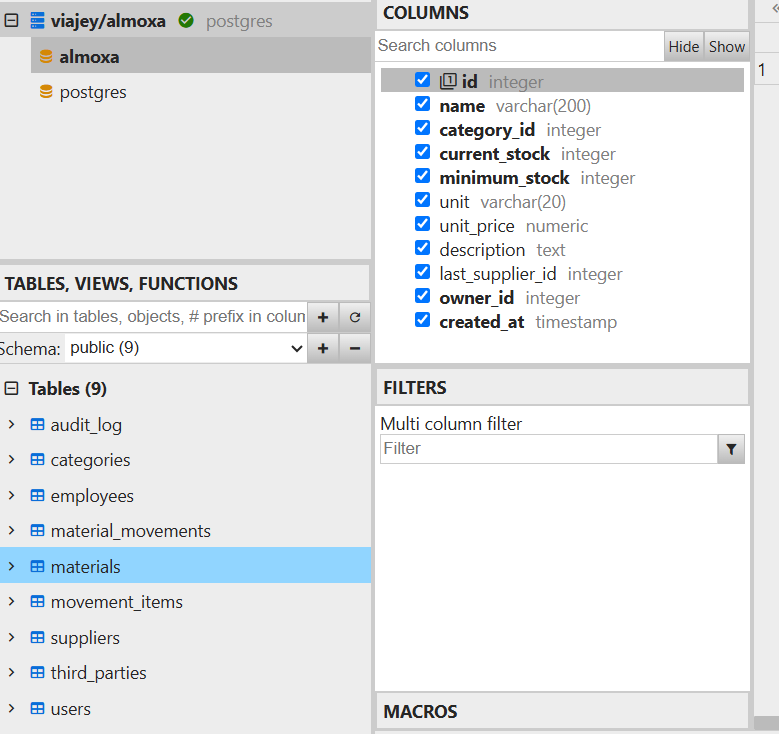 viajey/almoxa postgres
almoxa
postgres
TABLES, VIEWS, FUNCTIONS
Search in tables, objects, # prefix in colun
Schema: public (9)
Tables (9)
audit_log
categories
employees
material_movements
materials
movement_items
suppliers
third_parties
users
COLUMNS
Search columns Hide Show
id integer
name varchar(200)
category_id integer
current_stock integer
minimum_stock integer
unit varchar(20)
unit_price numeric
description text
last_supplier_id integer
owner_id integer
created_at timestamp
FILTERS
Multi column filter
Filter
MACROS
1